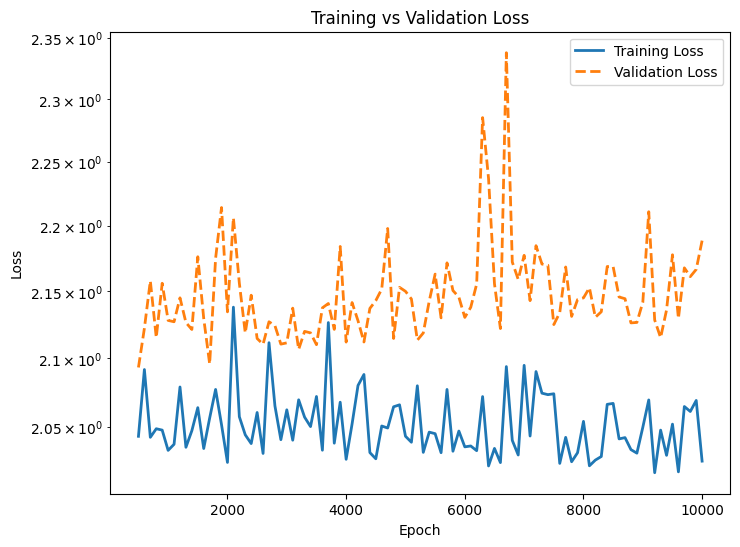 Training vs Validation Loss
Training Loss
Validation Loss
2.35 × 10⁰
2.3 × 10⁰
2.25 × 10⁰
2.2 × 10⁰
2.15 × 10⁰
2.1 × 10⁰
2.05 × 10⁰
Loss
2000
4000
6000
8000
10000
Epoch